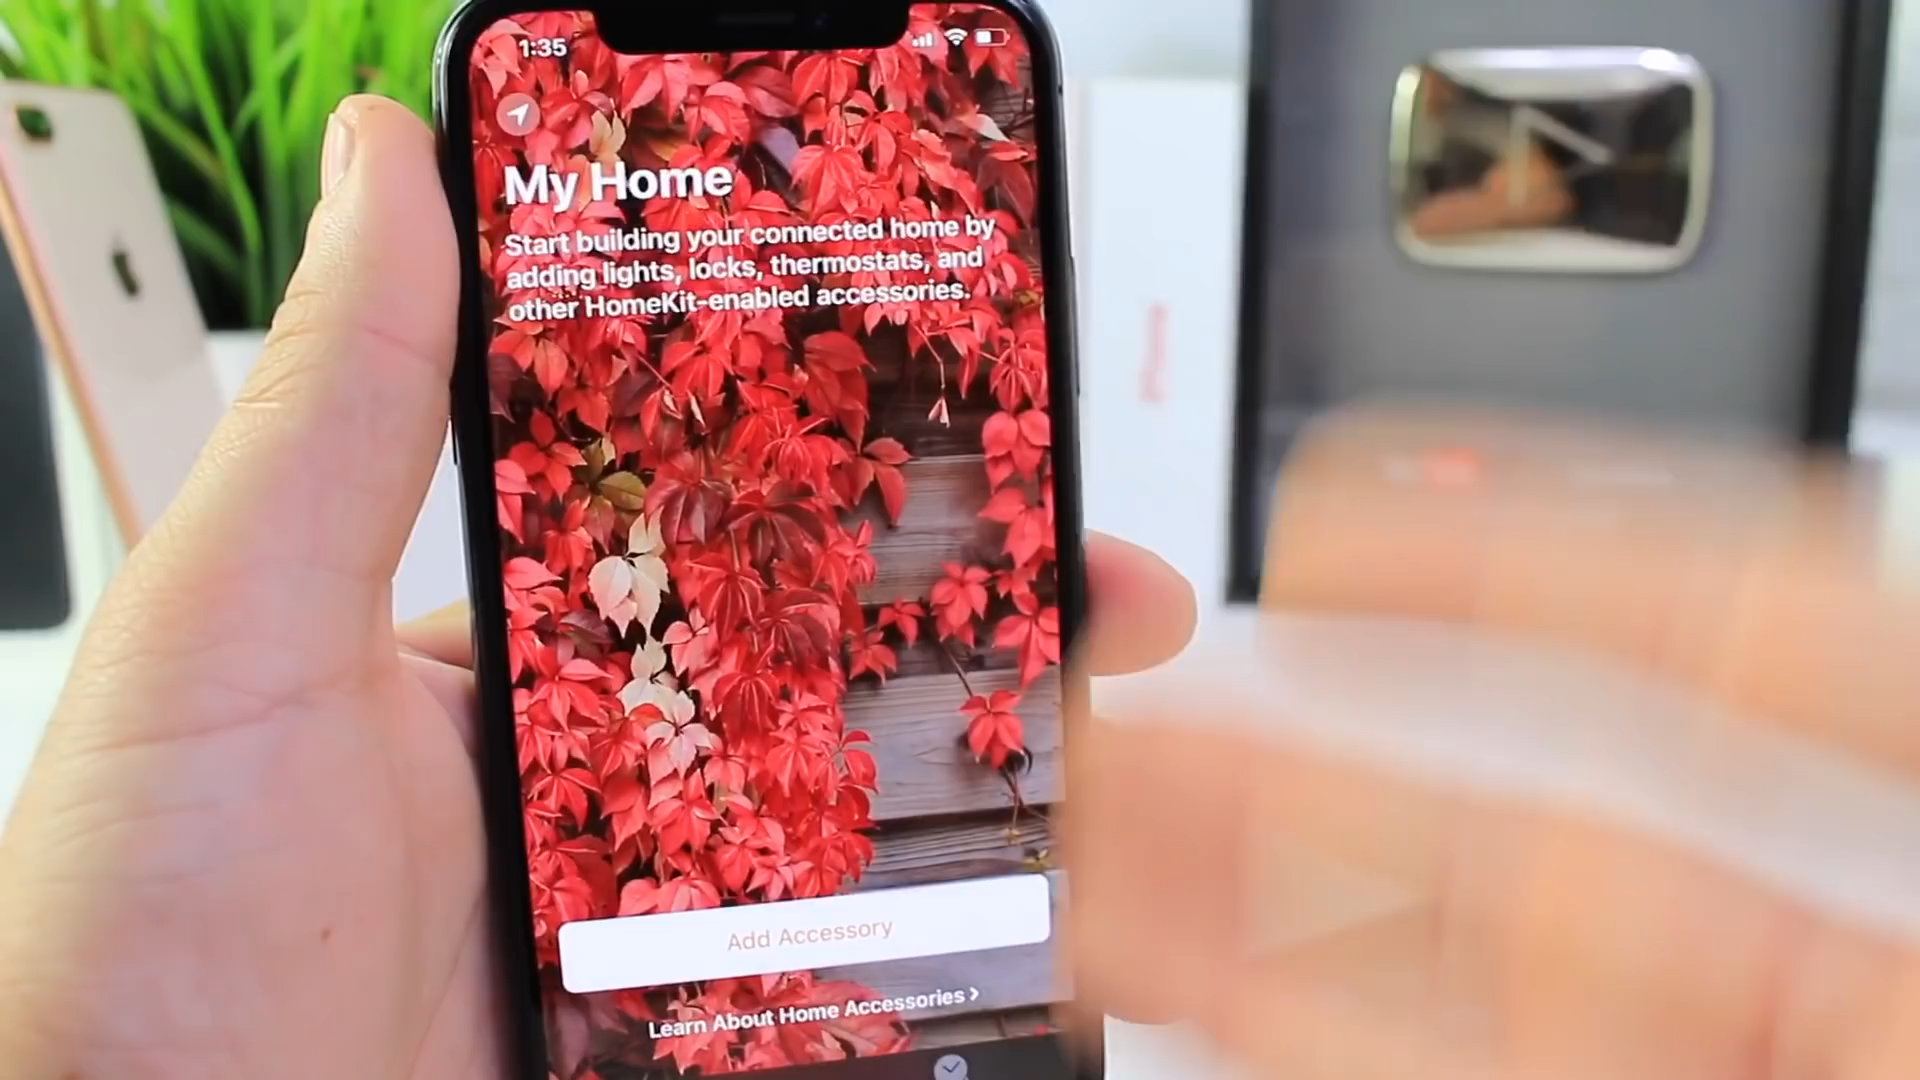 1:35
My Home
Start building your connected home by
adding lights, locks, thermostats, and
other HomeKit-enabled accessories.
Add Accessory
Learn About Home Accessories >